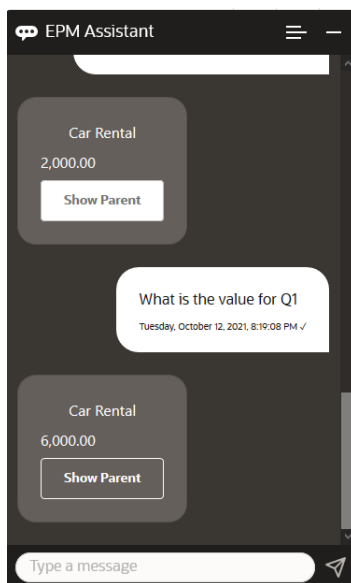 EPM Assistant
Car Rental
2,000.00
Show Parent
What is the value for Q1
Tuesday, October 12, 2021, 8:19:08 PM ✓
Car Rental
6,000.00
Show Parent
Type a message